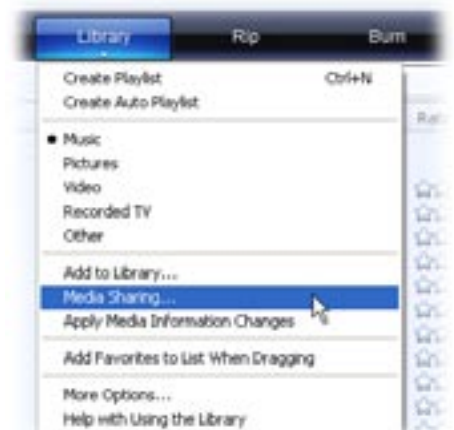 Library Rip Burn
Create Playlist Ctrl+N
Create Auto Playlist
Music
Pictures
Video
Recorded TV
Other
Add to Library...
Media Sharing...
Apply Media Information Changes
Add Favorites to List When Dragging
More Options...
Help with Using the Library